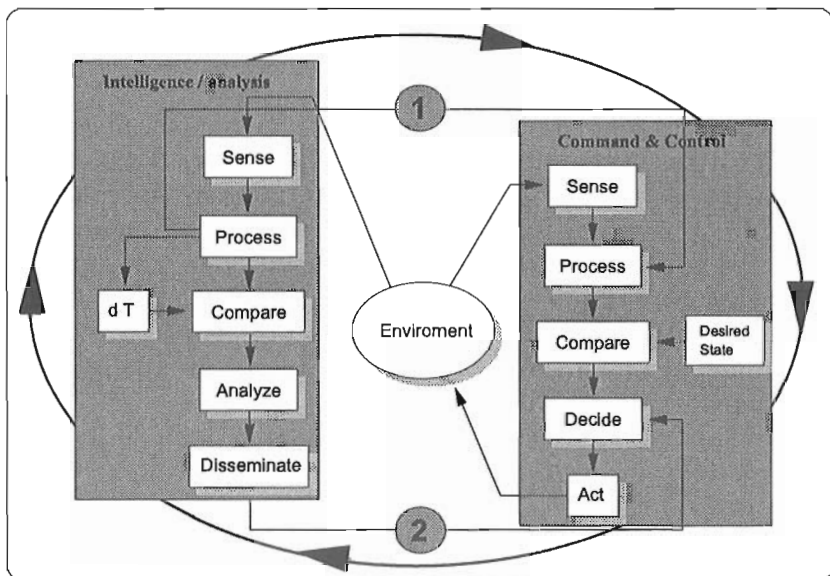 Intelligence / analysis
Sense
Process
d T
Compare
Analyze
Disseminate
1
2
Enviroment
Command & Control
Sense
Process
Compare
Desired
State
Decide
Act